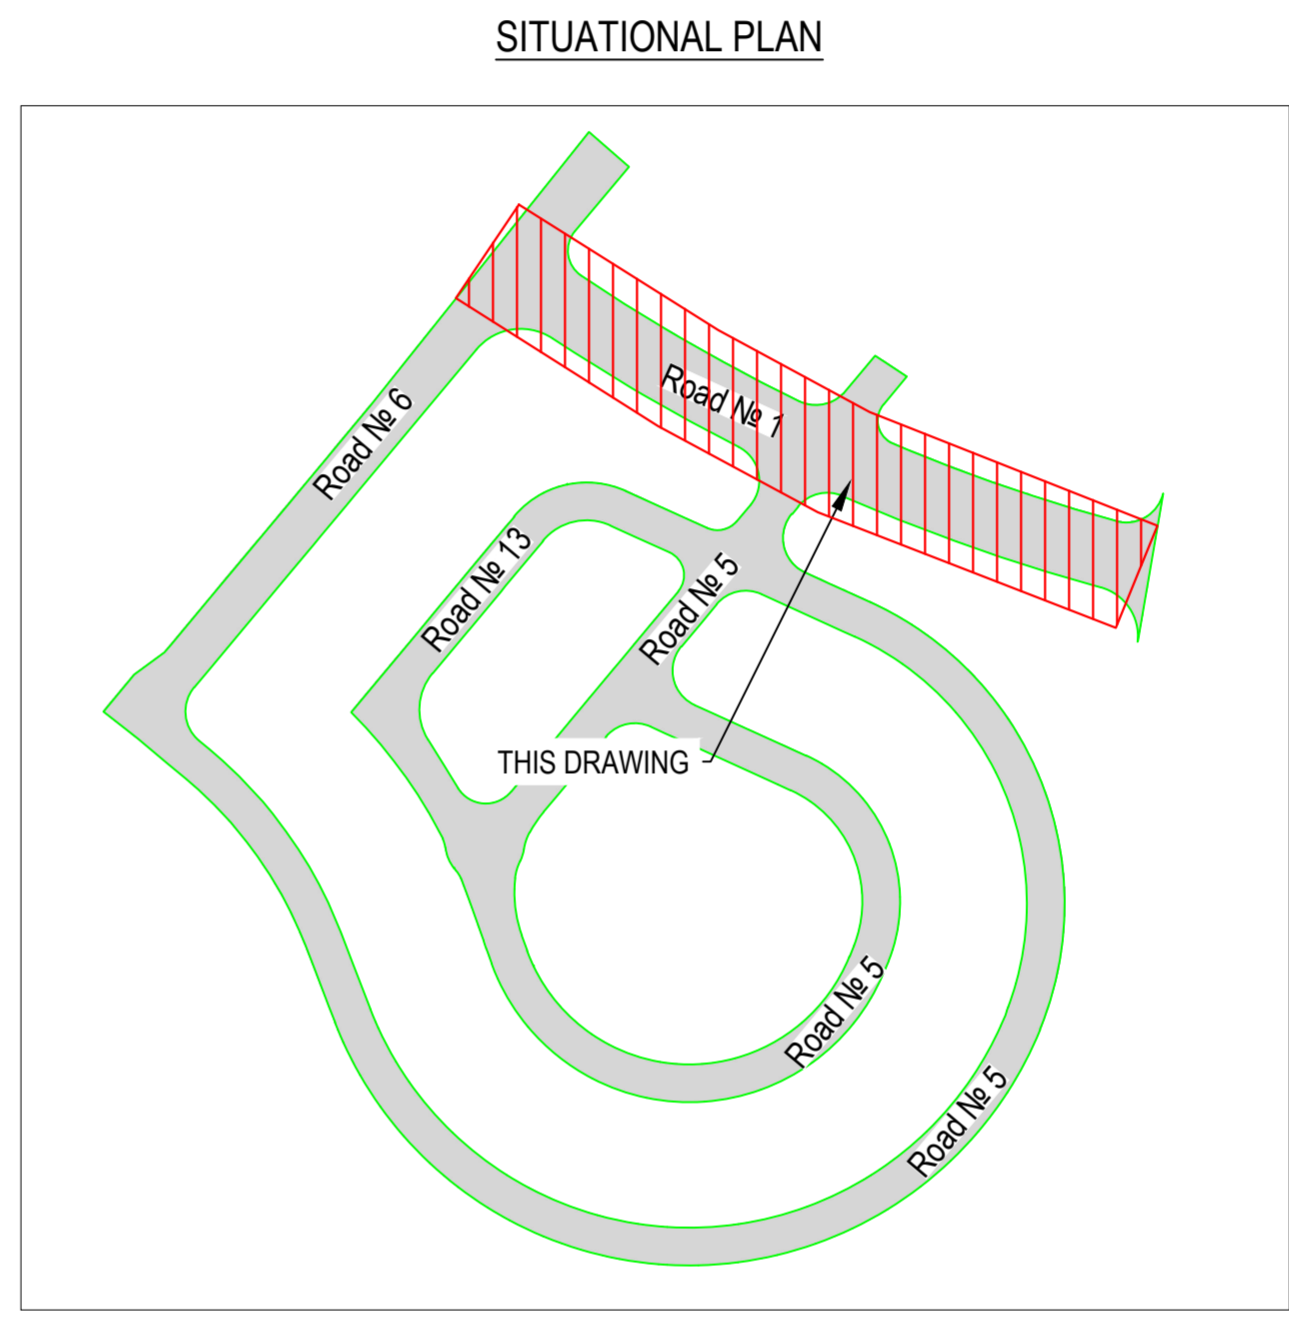 SITUATIONAL PLAN
Road № 1
Road № 6
Road № 13
Road № 5
THIS DRAWING
Road № 5
Road № 5